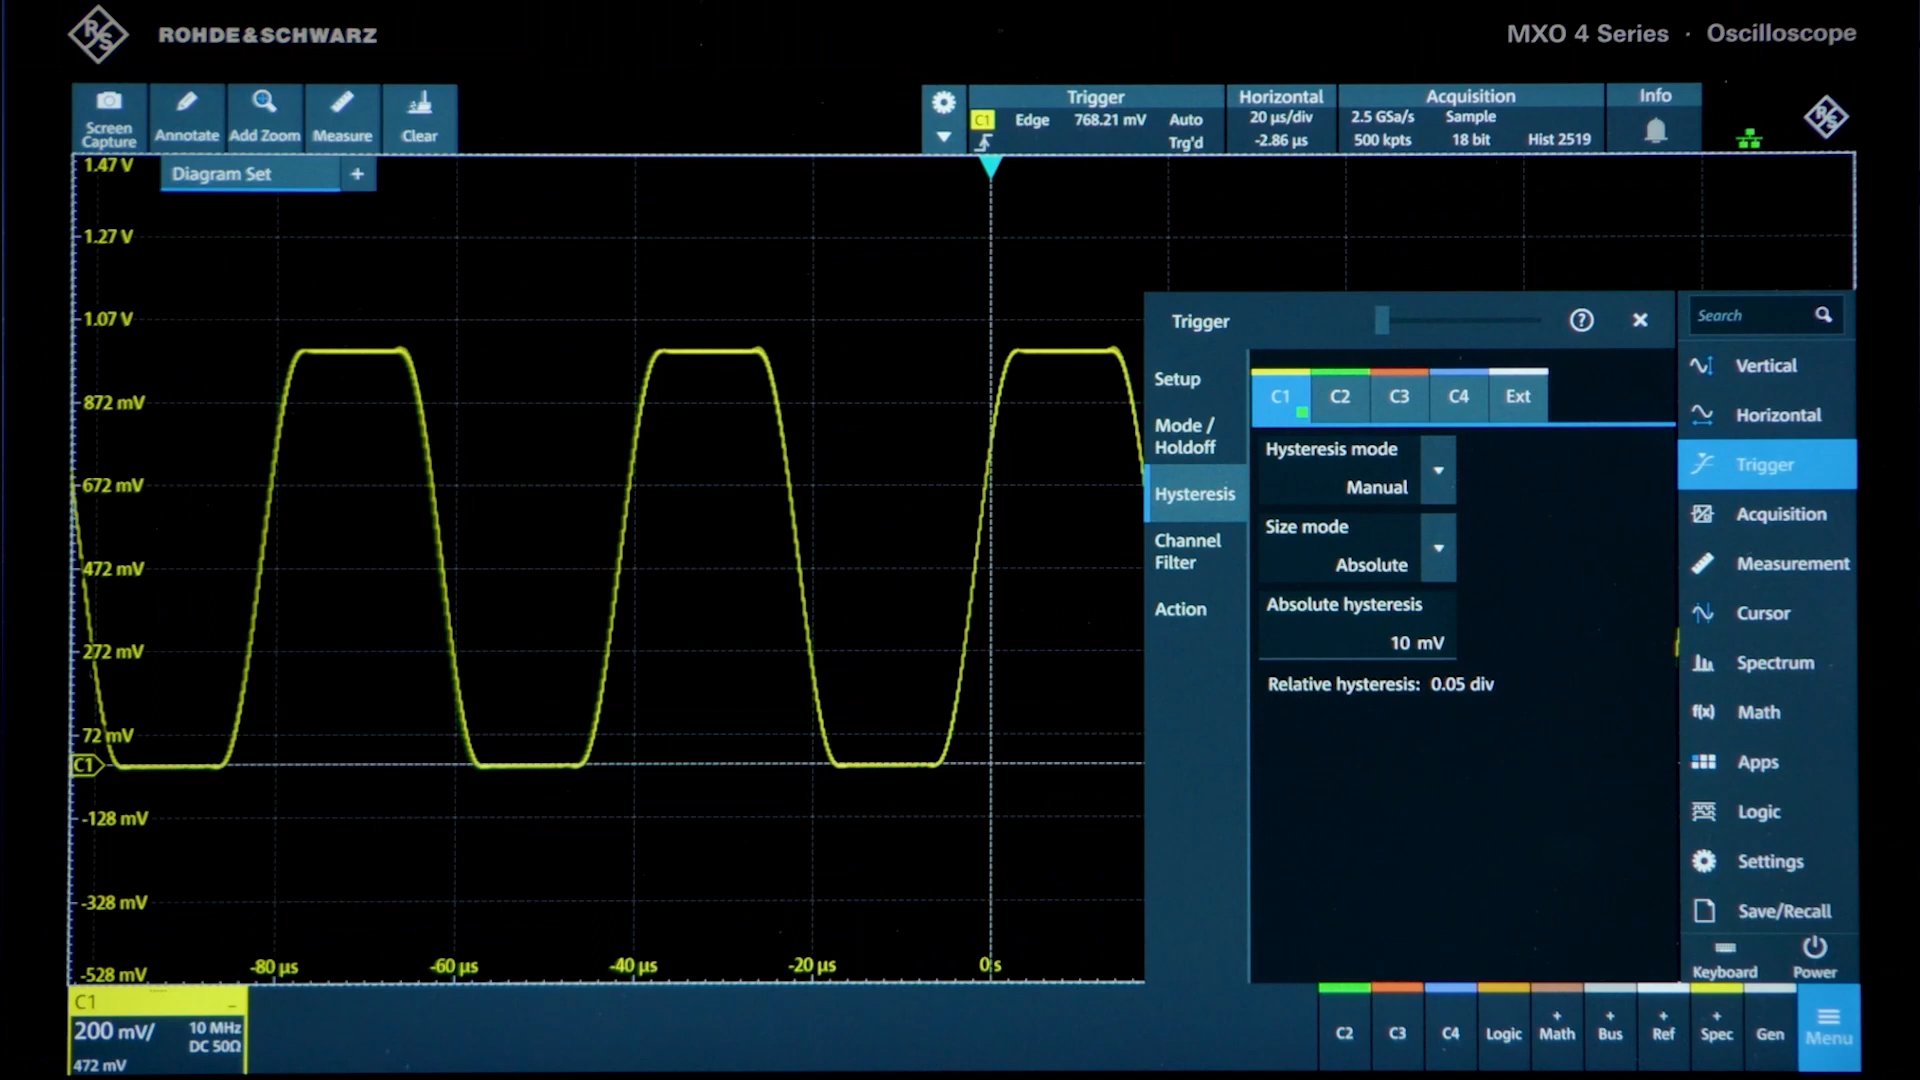 ROHDE&SCHWARZ
MXO 4 Series · Oscilloscope
Screen Capture
Annotate
Add Zoom
Measure
Clear
Trigger
C1 Edge 768.21 mV Auto
Trg'd
Horizontal
20 µs/div
-2.86 µs
Acquisition
2.5 GSa/s Sample
500 kpts 18 bit Hist 2519
Info
Diagram Set +
1.47 V
1.27 V
1.07 V
872 mV
672 mV
472 mV
272 mV
72 mV
C1
-128 mV
-328 mV
-528 mV
-80 µs
-60 µs
-40 µs
-20 µs
0 s
Trigger
?
Setup
Mode /
Holdoff
Hysteresis
Channel
Filter
Action
C1 C2 C3 C4 Ext
Hysteresis mode
Manual
Size mode
Absolute
Absolute hysteresis
10 mV
Relative hysteresis: 0.05 div
Search
Vertical
Horizontal
Trigger
Acquisition
Measurement
Cursor
Spectrum
f(x) Math
Apps
Logic
Settings
Save/Recall
Keyboard
Power
C1
200 mV/ 10 MHz
DC 50Ω
472 mV
C2
C3
C4
Logic
+ Math
+ Bus
+ Ref
+ Spec
Gen
Menu